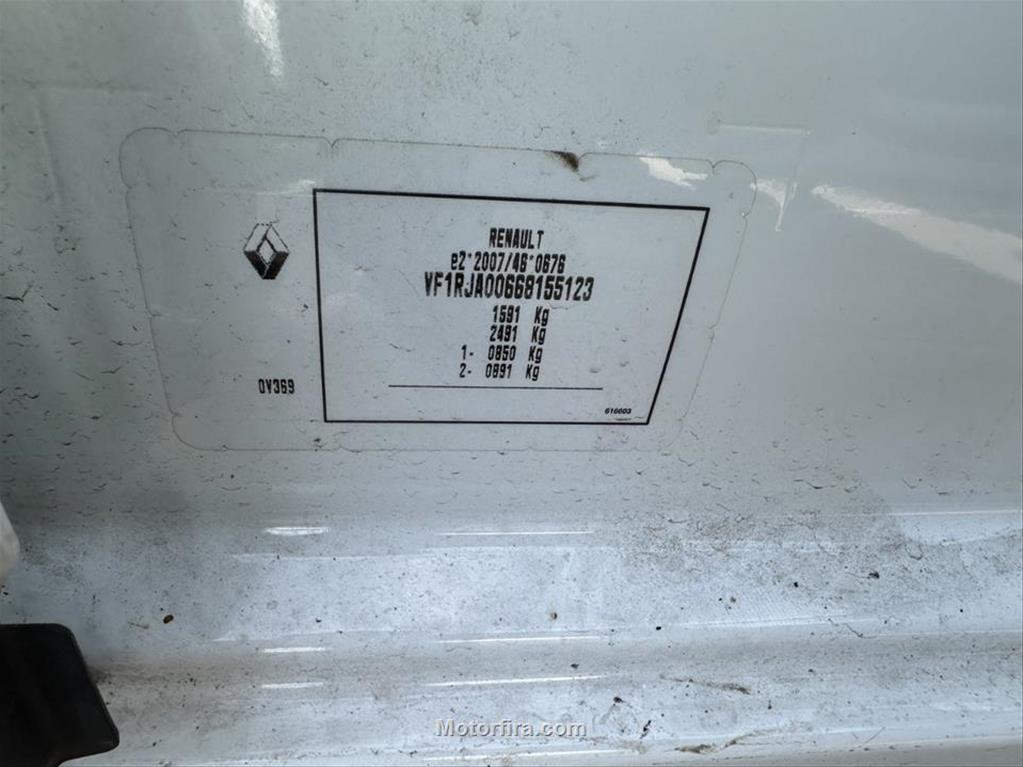 RENAULT
e2*2007/46*0676
VF1RJA00668155123
1591 Kg
2491 Kg
1- 0850 Kg
2- 0891 Kg
0V369
616603
Motorfira.com